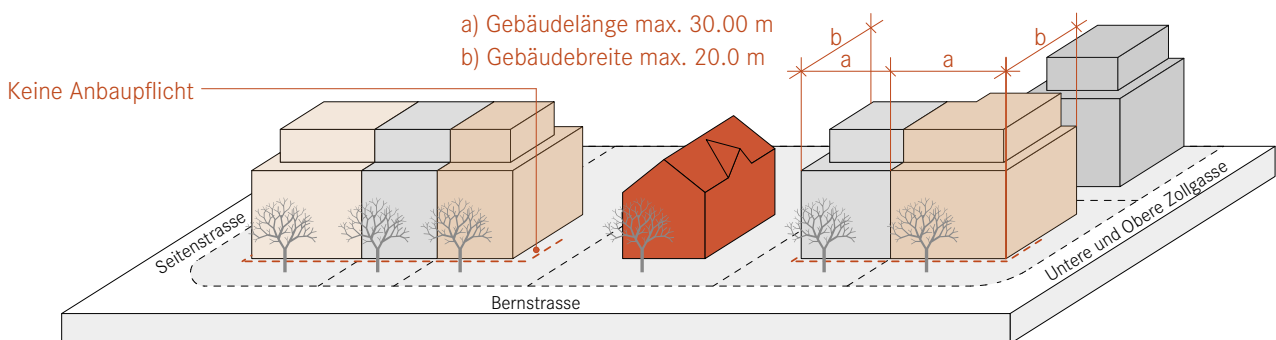 a) Gebäudelänge max. 30.00 m
b) Gebäudebreite max. 20.0 m
b
b
a
a
Keine Anbaupflicht
Seitenstrasse
Bernstrasse
Untere und Obere Zollgasse